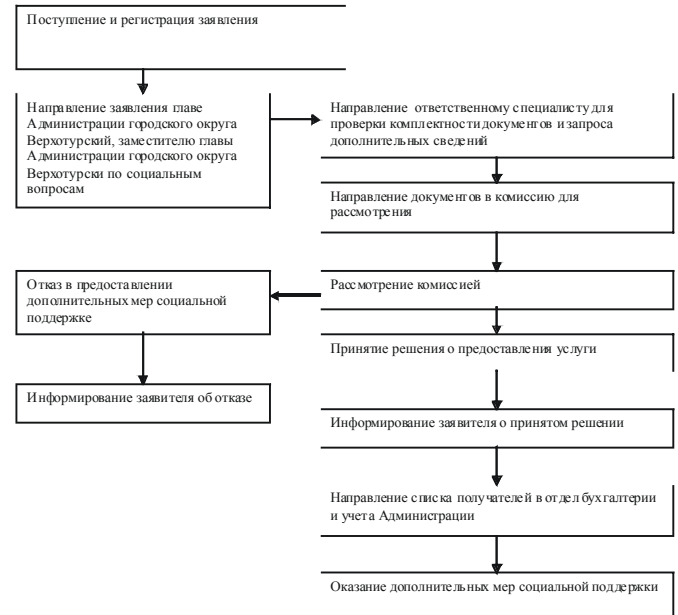 Поступление и регистрация заявления
Направление заявления главе
Администрации городского округа
Верхотурский, заместителю главы
Администрации городского округа
Верхотурски по социальным
вопросам
Направление ответственному специалисту для
проверки комплектности документов и запроса
дополнительных сведений
Направление документов в комиссию для
рассмотрения
Рассмотрение комиссией
Отказ в предоставлении
дополнительных мер социальной
поддержке
Принятие решения о предоставления услуги
Информирование заявителя об отказе
Информирование заявителя о принятом решении
Направление списка получателей в отдел бухгалтерии
и учета Администрации
Оказание дополнительных мер социальной поддержки